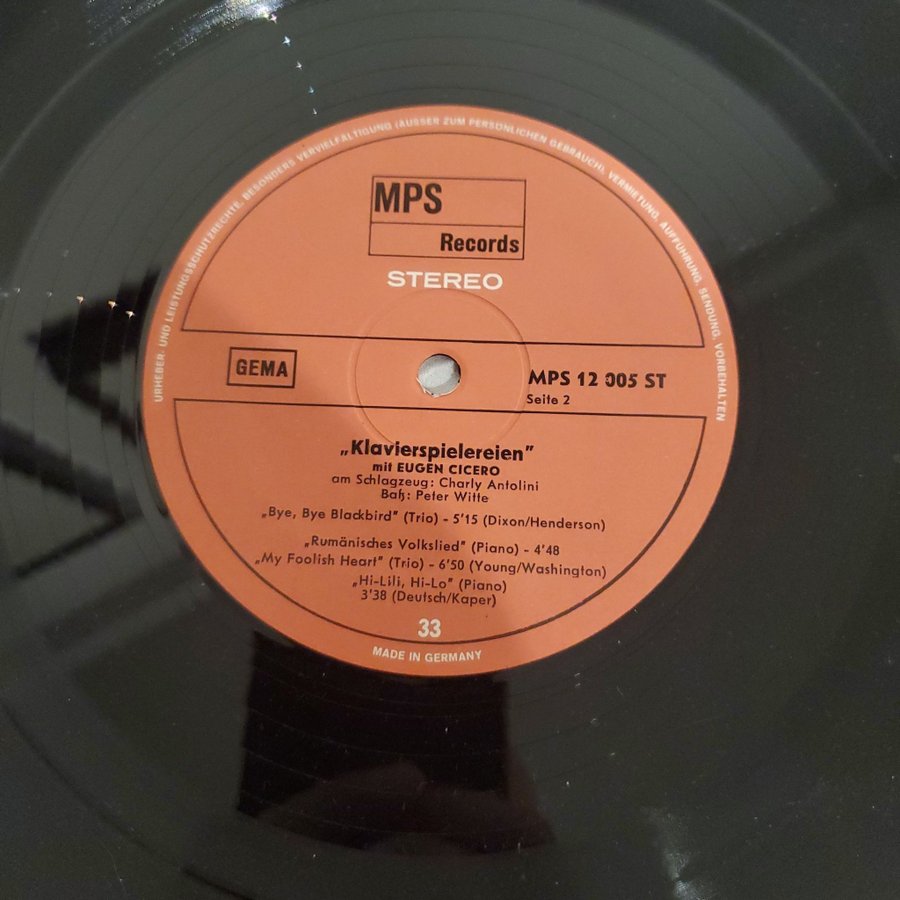 URHEBER- UND LEISTUNGSSCHUTZRECHTE, BESONDERS VERVIELFÄLTIGUNG (AUSSER ZUM PERSÖNLICHEN GEBRAUCH), VERMIETUNG, AUFFÜHRUNG, SENDUNG, VORBEHALTEN
MPS
Records
STEREO
GEMA
MPS 12 005 ST
Seite 2
„Klavierspielereien"
mit EUGEN CICERO
am Schlagzeug: Charly Antolini
Baß: Peter Witte
„Bye, Bye Blackbird" (Trio) - 5'15 (Dixon/Henderson)
„Rumänisches Volkslied" (Piano) - 4'48
„My Foolish Heart" (Trio) - 6'50 (Young/Washington)
„Hi-Lili, Hi-Lo" (Piano)
3'38 (Deutsch/Kaper)
33
MADE IN GERMANY